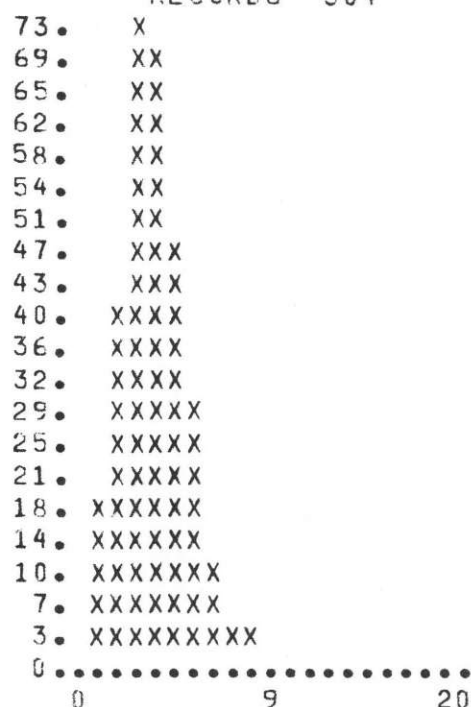 RECORDS
73. X
69. XX
65. XX
62. XX
58. XX
54. XX
51. XX
47. XXX
43. XXX
40. XXXX
36. XXXX
32. XXXX
29. XXXXX
25. XXXXX
21. XXXXX
18. XXXXXX
14. XXXXXX
10. XXXXXXX
7. XXXXXXX
3. XXXXXXXXX
0......................
0 9 20